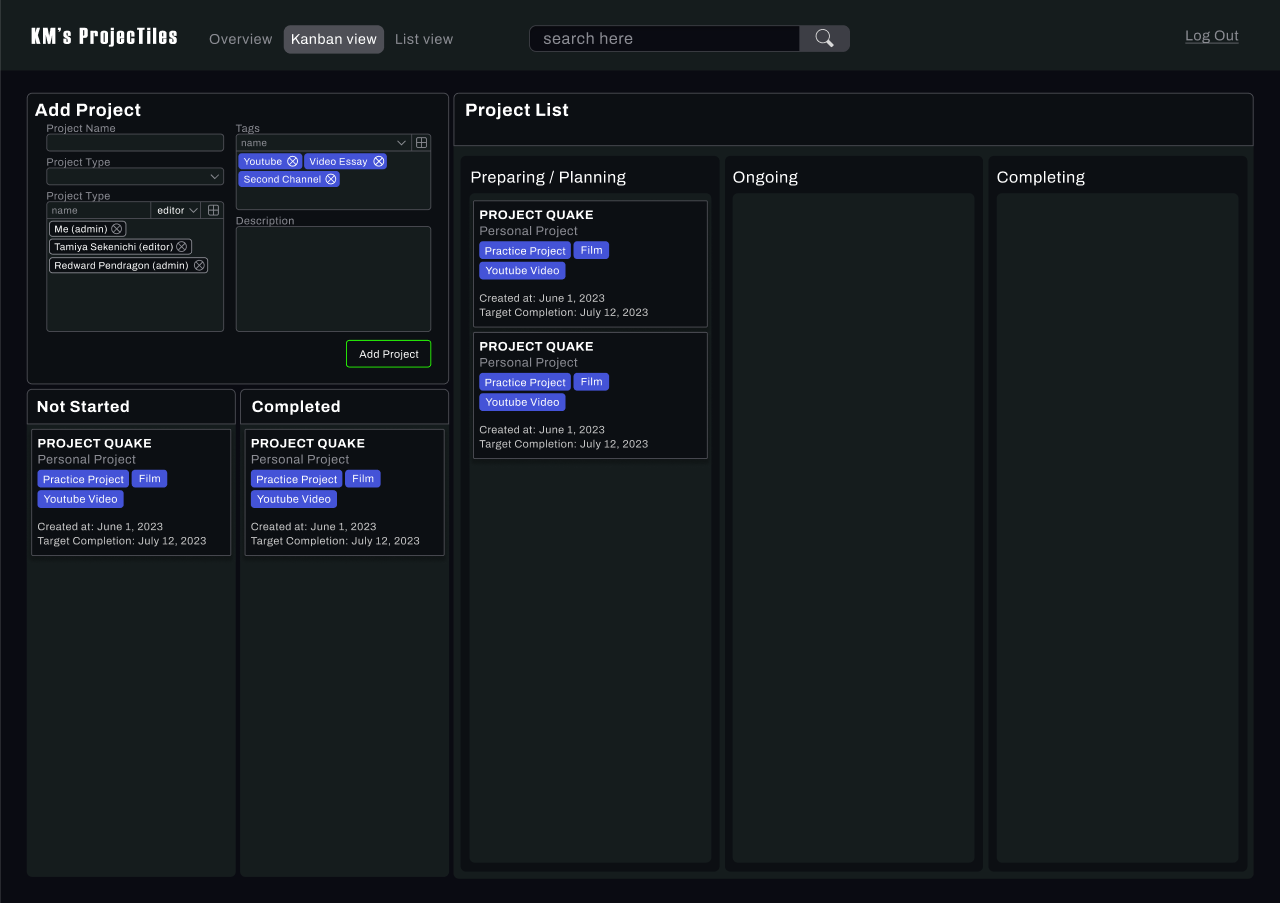 KM's ProjecTiles
Overview
Kanban view
List view
search here
Log Out
Add Project
Project Name
Project Type
Project Type
name
editor
Me (admin)
Tamiya Sekenichi (editor)
Redward Pendragon (admin)
Tags
name
Youtube
Video Essay
Second Channel
Description
Add Project
Not Started
PROJECT QUAKE
Personal Project
Practice Project
Film
Youtube Video
Created at: June 1, 2023
Target Completion: July 12, 2023
Completed
PROJECT QUAKE
Personal Project
Practice Project
Film
Youtube Video
Created at: June 1, 2023
Target Completion: July 12, 2023
Project List
Preparing / Planning
PROJECT QUAKE
Personal Project
Practice Project
Film
Youtube Video
Created at: June 1, 2023
Target Completion: July 12, 2023
PROJECT QUAKE
Personal Project
Practice Project
Film
Youtube Video
Created at: June 1, 2023
Target Completion: July 12, 2023
Ongoing
Completing